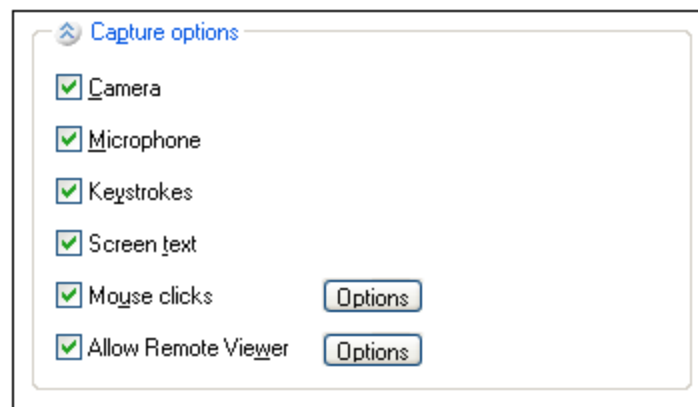 Capture options
Camera
Microphone
Keystrokes
Screen text
Mouse clicks Options
Allow Remote Viewer Options